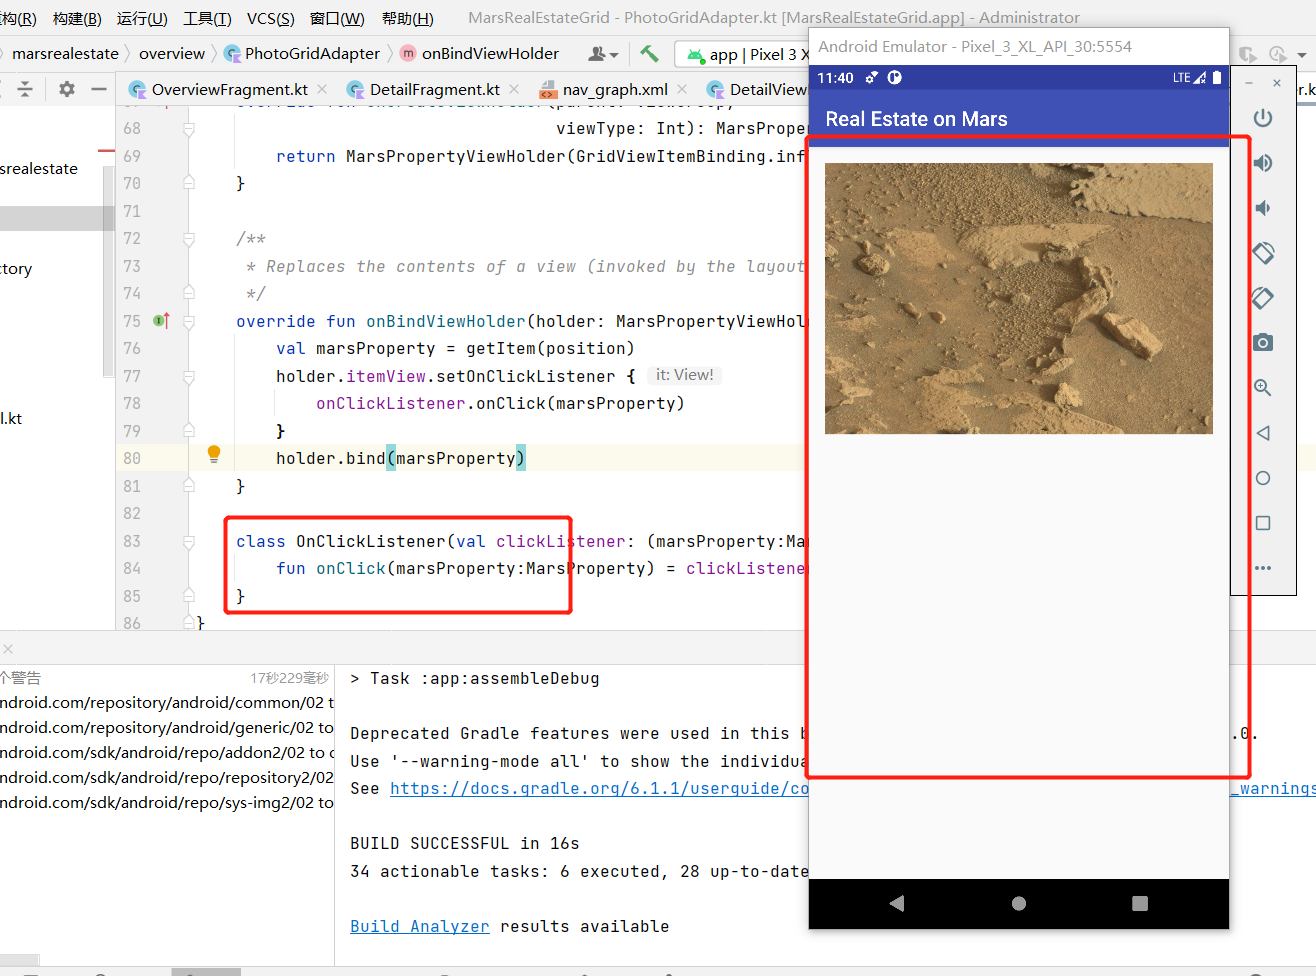 构(R) 构建(B) 运行(U) 工具(T) VCS(S) 窗口(W) 帮助(H) MarsRealEstateGrid - PhotoGridAdapter.kt [MarsRealEstateGrid.app] - Administrator
marsrealestate overview PhotoGridAdapter m onBindViewHolder app | Pixel 3 X
OverviewFragment.kt DetailFragment.kt nav_graph.xml DetailView
srealestate
ctory
l.kt
68 viewType: Int): MarsProper
69 return MarsPropertyViewHolder(GridViewItemBinding.inf
70 }
71
72 /**
73 * Replaces the contents of a view (invoked by the layout
74 */
75 override fun onBindViewHolder(holder: MarsPropertyViewHol
76 val marsProperty = getItem(position)
77 holder.itemView.setOnClickListener { it: View!
78 onClickListener.onClick(marsProperty)
79 }
80 holder.bind(marsProperty)
81 }
82
83 class OnClickListener(val clickListener: (marsProperty:Ma
84 fun onClick(marsProperty:MarsProperty) = clickListene
85 }
86 }
Android Emulator - Pixel_3_XL_API_30:5554
11:40 LTE
Real Estate on Mars
个警告 17秒229毫秒
ndroid.com/repository/android/common/02 t
ndroid.com/repository/android/generic/02 to
ndroid.com/sdk/android/repo/addon2/02 to c
ndroid.com/sdk/android/repo/repository2/02
ndroid.com/sdk/android/repo/sys-img2/02 to
> Task :app:assembleDebug
Deprecated Gradle features were used in this b .0.
Use '--warning-mode all' to show the individua
See https://docs.gradle.org/6.1.1/userguide/co _warnings
BUILD SUCCESSFUL in 16s
34 actionable tasks: 6 executed, 28 up-to-date
Build Analyzer results available